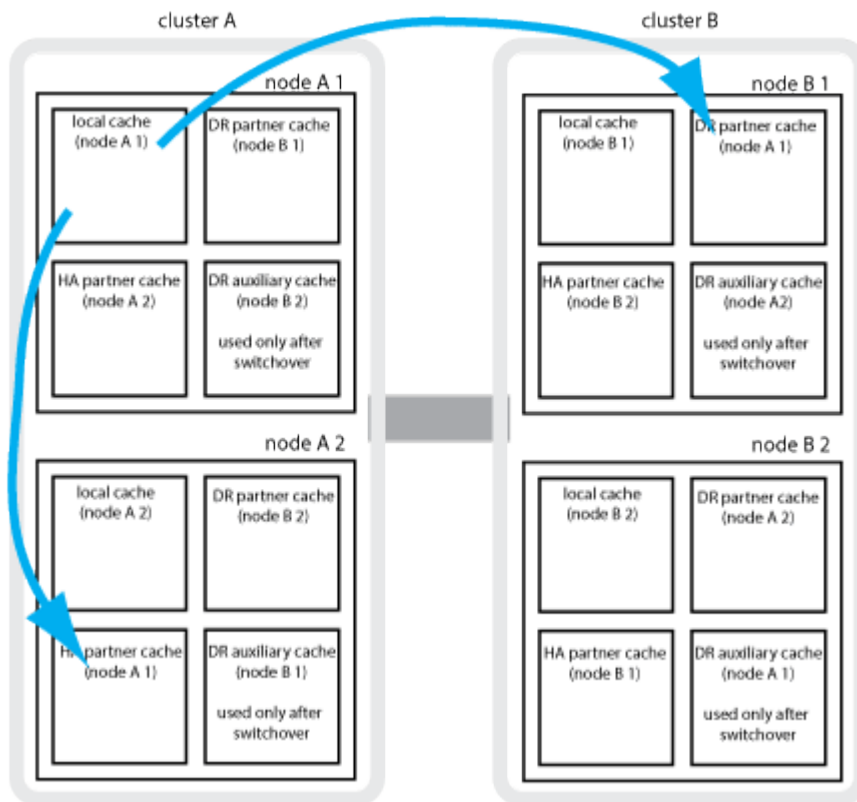 cluster A
cluster B
node A 1
local cache
(node A 1)
DR partner cache
(node B 1)
HA partner cache
(node A 2)
DR auxiliary cache
(node B 2)
used only after
switchover
node B 1
local cache
(node B 1)
DR partner cache
(node A 1)
HA partner cache
(node B 2)
DR auxiliary cache
(node A2)
used only after
switchover
node A 2
local cache
(node A 2)
DR partner cache
(node B 2)
HA partner cache
(node A 1)
DR auxiliary cache
(node B 1)
used only after
switchover
node B 2
local cache
(node B 2)
DR partner cache
(node A 2)
HA partner cache
(node B 1)
DR auxiliary cache
(node A 1)
used only after
switchover